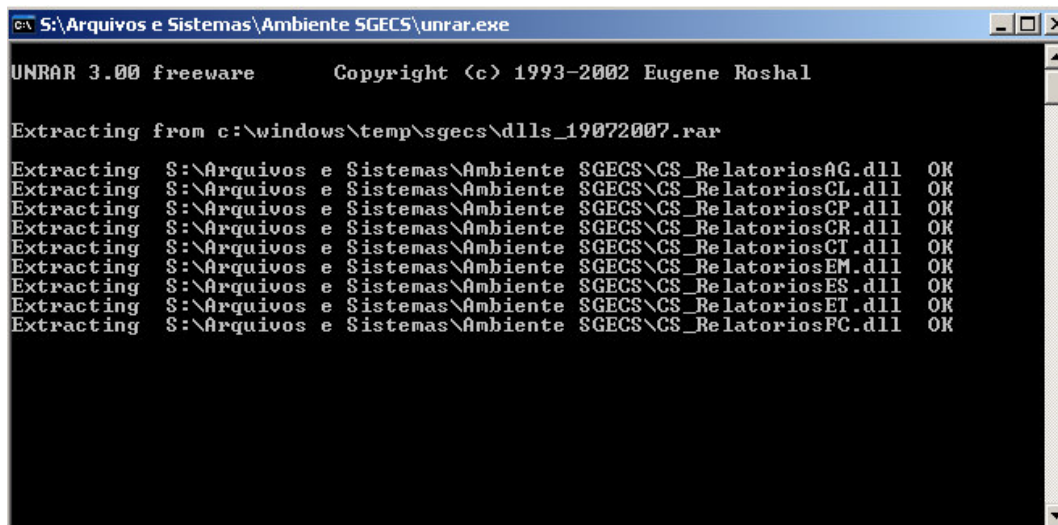 S:\Arquivos e Sistemas\Ambiente SGECS\unrar.exe
UNRAR 3.00 freeware Copyright (c) 1993-2002 Eugene Roshal
Extracting from c:\windows\temp\sgecs\dlls_19072007.rar
Extracting S:\Arquivos e Sistemas\Ambiente SGECS\CS_RelatoriosAG.dll OK
Extracting S:\Arquivos e Sistemas\Ambiente SGECS\CS_RelatoriosCL.dll OK
Extracting S:\Arquivos e Sistemas\Ambiente SGECS\CS_RelatoriosCP.dll OK
Extracting S:\Arquivos e Sistemas\Ambiente SGECS\CS_RelatoriosCR.dll OK
Extracting S:\Arquivos e Sistemas\Ambiente SGECS\CS_RelatoriosCT.dll OK
Extracting S:\Arquivos e Sistemas\Ambiente SGECS\CS_RelatoriosEM.dll OK
Extracting S:\Arquivos e Sistemas\Ambiente SGECS\CS_RelatoriosES.dll OK
Extracting S:\Arquivos e Sistemas\Ambiente SGECS\CS_RelatoriosET.dll OK
Extracting S:\Arquivos e Sistemas\Ambiente SGECS\CS_RelatoriosFC.dll OK